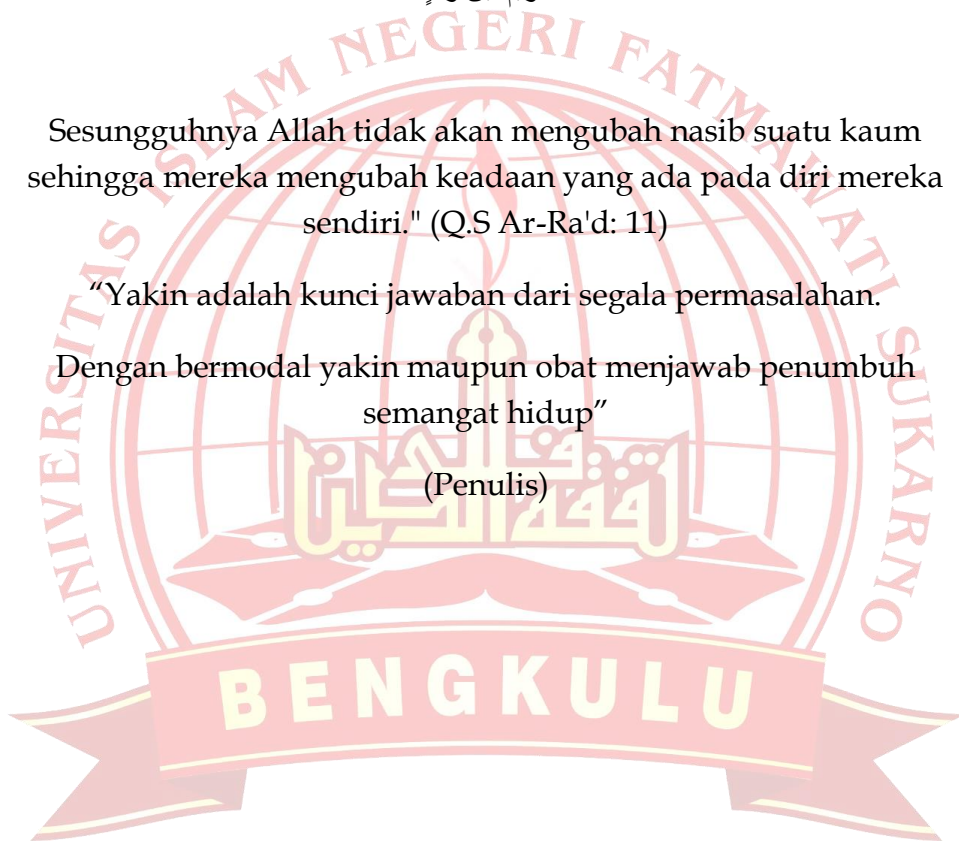 Sesungguhnya Allah tidak akan mengubah nasib suatu kaum
sehingga mereka mengubah keadaan yang ada pada diri mereka
sendiri." (Q.S Ar-Ra'd: 11)
“Yakin adalah kunci jawaban dari segala permasalahan.
Dengan bermodal yakin maupun obat menjawab penumbuh
semangat hidup”
(Penulis)
UNIVERSITAS ISLAM NEGERI FATMAWATI SUKARNO
BENGKULU